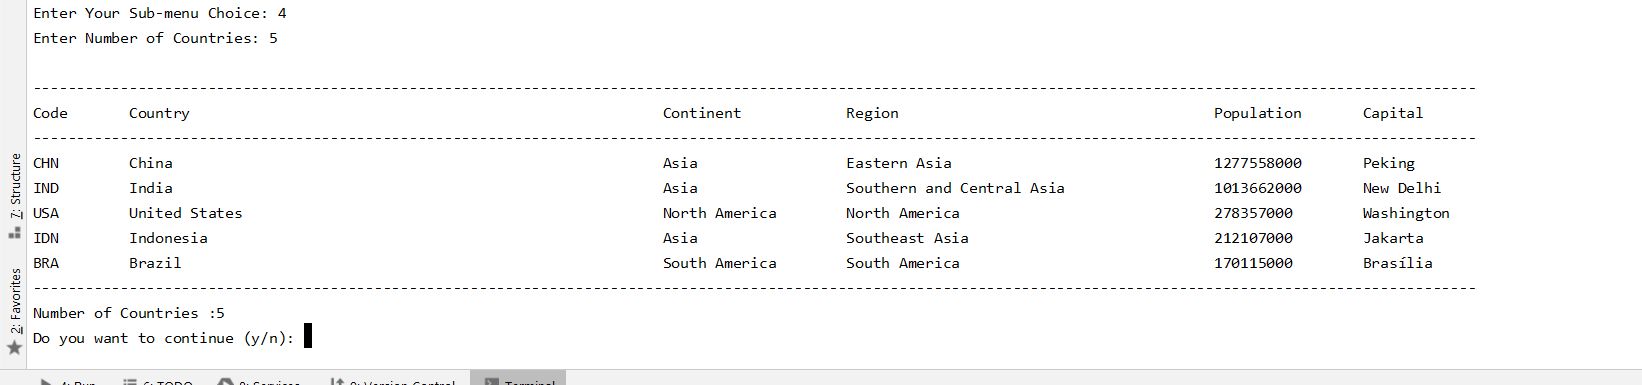 Enter Your Sub-menu Choice: 4
Enter Number of Countries: 5
Code Country Continent Region Population Capital
CHN China Asia Eastern Asia 1277558000 Peking
IND India Asia Southern and Central Asia 1013662000 New Delhi
USA United States North America North America 278357000 Washington
IDN Indonesia Asia Southeast Asia 212107000 Jakarta
BRA Brazil South America South America 170115000 Brasília
Number of Countries :5
Do you want to continue (y/n):
7: Structure
2: Favorites
4: Run 6: TODO 8: Services 9: Version Control Terminal